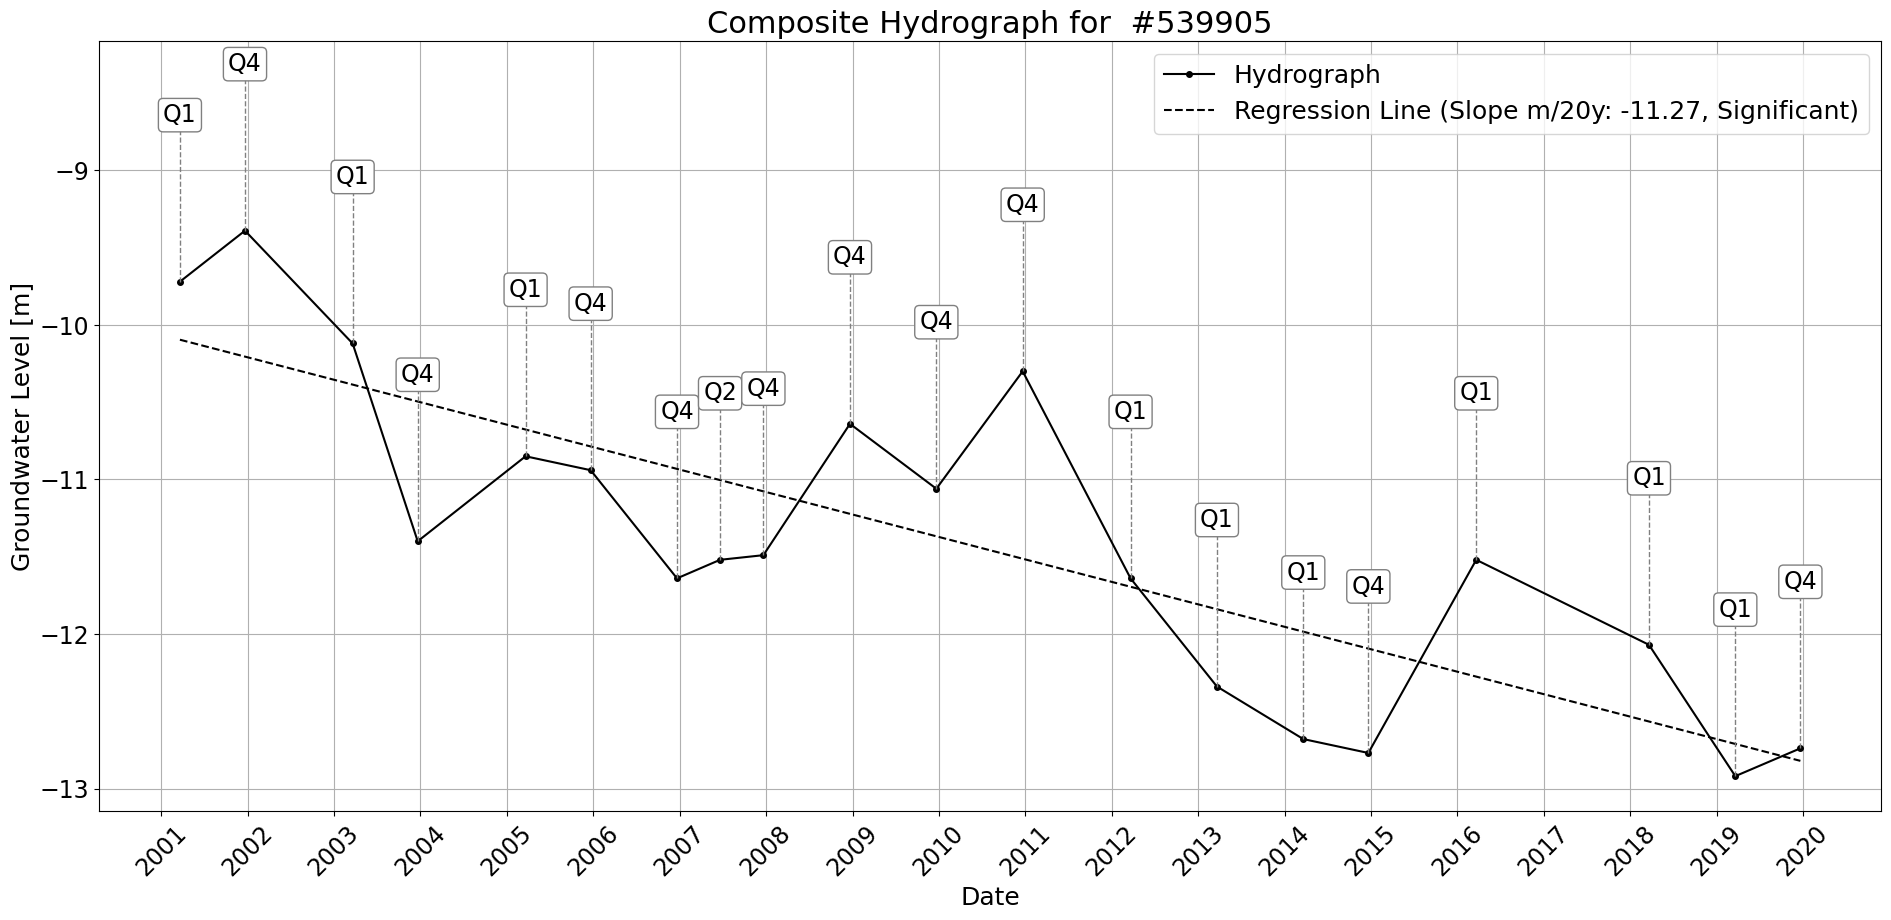 Composite Hydrograph for  #539905
Hydrograph
Regression Line (Slope m/20y: -11.27, Significant)
Groundwater Level [m]
−9
−10
−11
−12
−13
Q1
Q4
Q1
Q4
Q1
Q4
Q4
Q2
Q4
Q4
Q4
Q4
Q1
Q1
Q1
Q4
Q1
Q1
Q1
Q4
2001
2002
2003
2004
2005
2006
2007
2008
2009
2010
2011
2012
2013
2014
2015
2016
2017
2018
2019
2020
Date